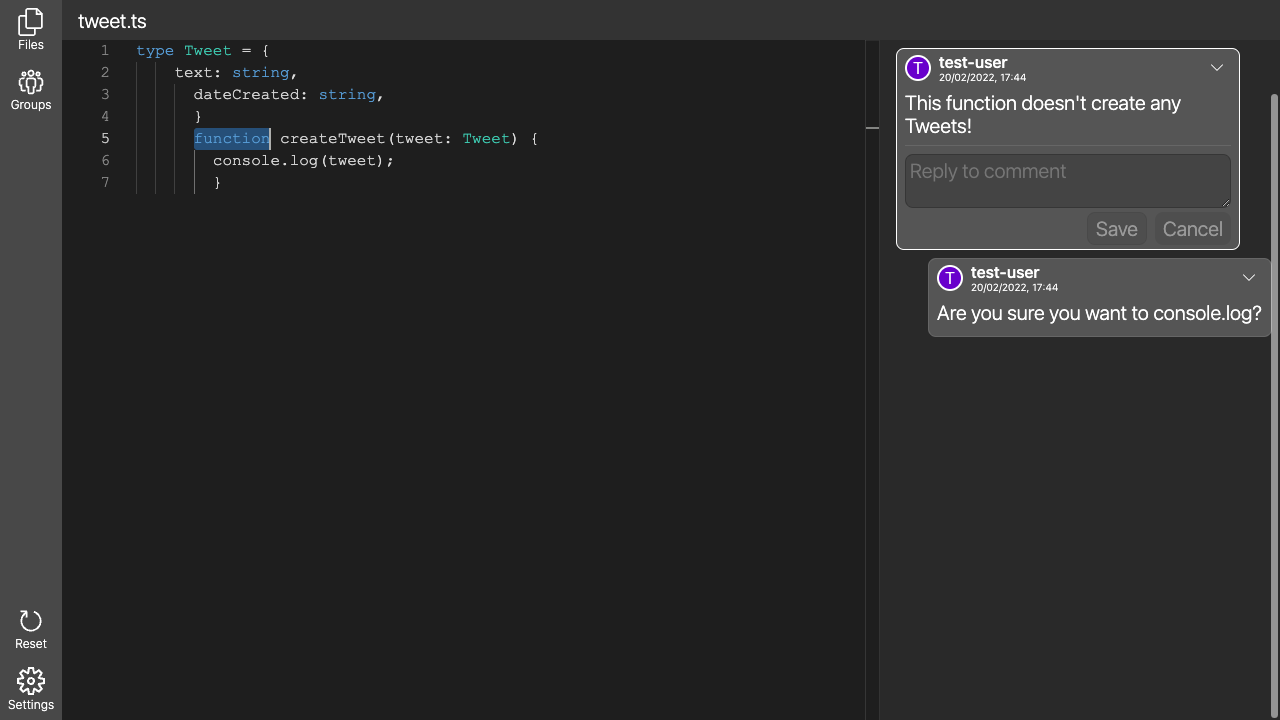 Files
Groups
Reset
Settings
tweet.ts
1 type Tweet = {
2 text: string,
3 dateCreated: string,
4 }
5 function createTweet(tweet: Tweet) {
6 console.log(tweet);
7 }
T test-user
20/02/2022, 17:44
This function doesn't create any
Tweets!
Reply to comment
Save Cancel
T test-user
20/02/2022, 17:44
Are you sure you want to console.log?